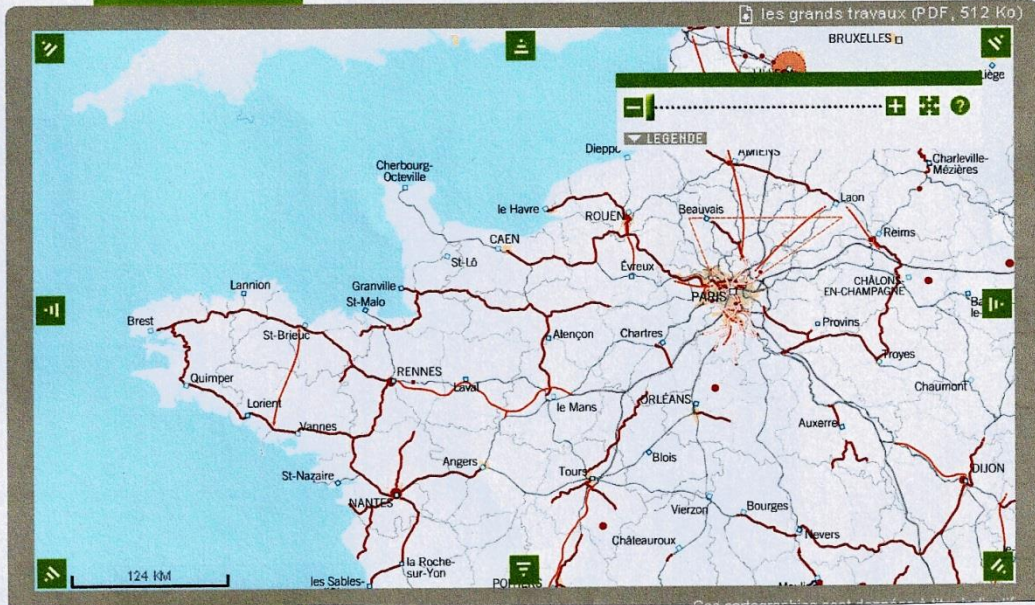 les grands travaux (PDF, 512 Ko)
BRUXELLES
Liège
LEGENDE
Dieppe
AMIENS
Charleville-
Mézières
Cherbourg-
Octeville
le Havre
ROUEN
Beauvais
Laon
Reims
CAEN
St-Lô
Évreux
PARIS
CHÂLONS-
EN-CHAMPAGNE
Lannion
Granville
St-Malo
Brest
St-Brieuc
Alençon
Chartres
Provins
Troyes
Quimper
RENNES
Laval
le Mans
ORLÉANS
Chaumont
Lorient
Vannes
Auxerre
Angers
Blois
St-Nazaire
Tours
DIJON
NANTES
Vierzon
Bourges
Nevers
Châteauroux
124 KM
la Roche-
sur-Yon
les Sables-